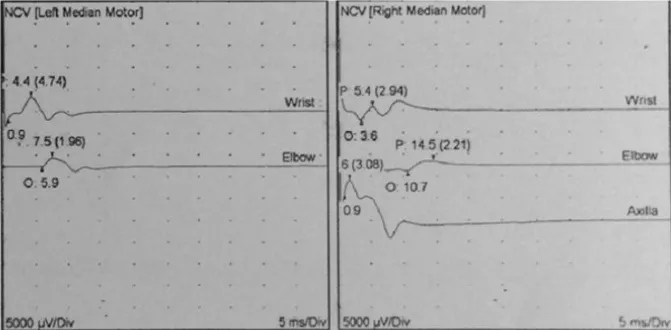 NCV [Left Median Motor]
: 4.4 (4.74)
Wrist
0.9
7.5 (1.96)
Elbow
O: 5.9
5000 µV/Div
5 ms/Div
NCV [Right Median Motor]
P: 5.4 (2.94)
Wrist
O: 3.6
P: 14.5 (2.21)
Elbow
6 (3.08)
O: 10.7
0.9
Axilla
5000 µV/Div
5 ms/Div